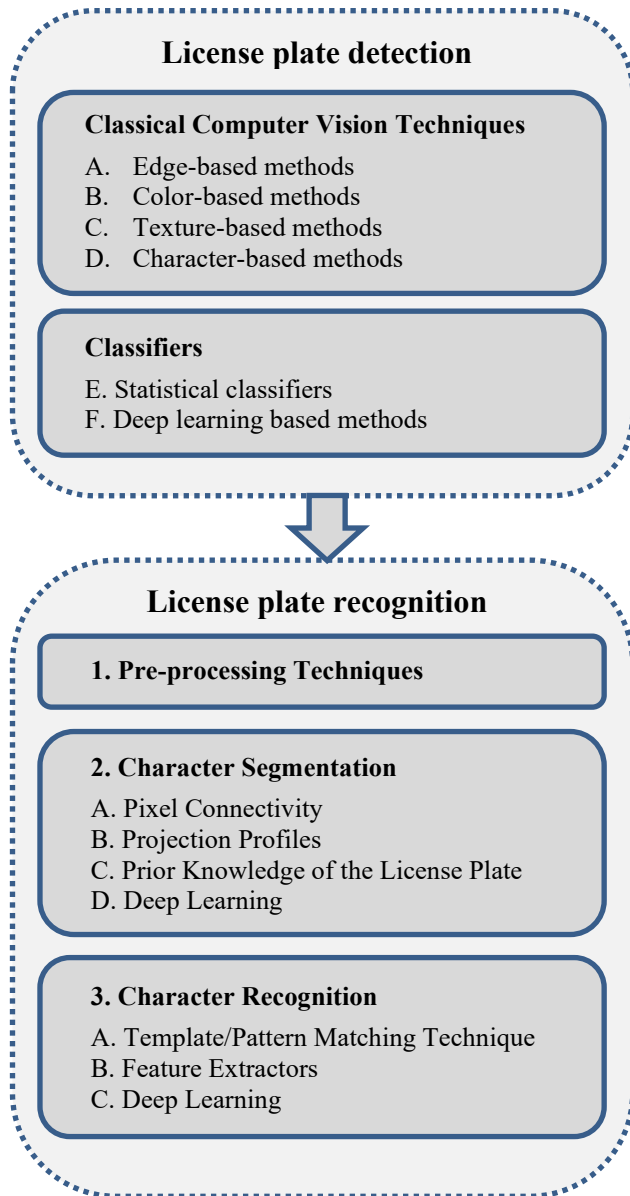 License plate detection
Classical Computer Vision Techniques
A. Edge-based methods
B. Color-based methods
C. Texture-based methods
D. Character-based methods
Classifiers
E. Statistical classifiers
F. Deep learning based methods
License plate recognition
1. Pre-processing Techniques
2. Character Segmentation
A. Pixel Connectivity
B. Projection Profiles
C. Prior Knowledge of the License Plate
D. Deep Learning
3. Character Recognition
A. Template/Pattern Matching Technique
B. Feature Extractors
C. Deep Learning